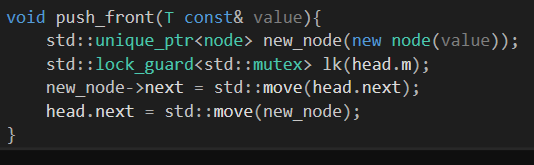 void push_front(T const& value){
    std::unique_ptr<node> new_node(new node(value));
    std::lock_guard<std::mutex> lk(head.m);
    new_node->next = std::move(head.next);
    head.next = std::move(new_node);
}